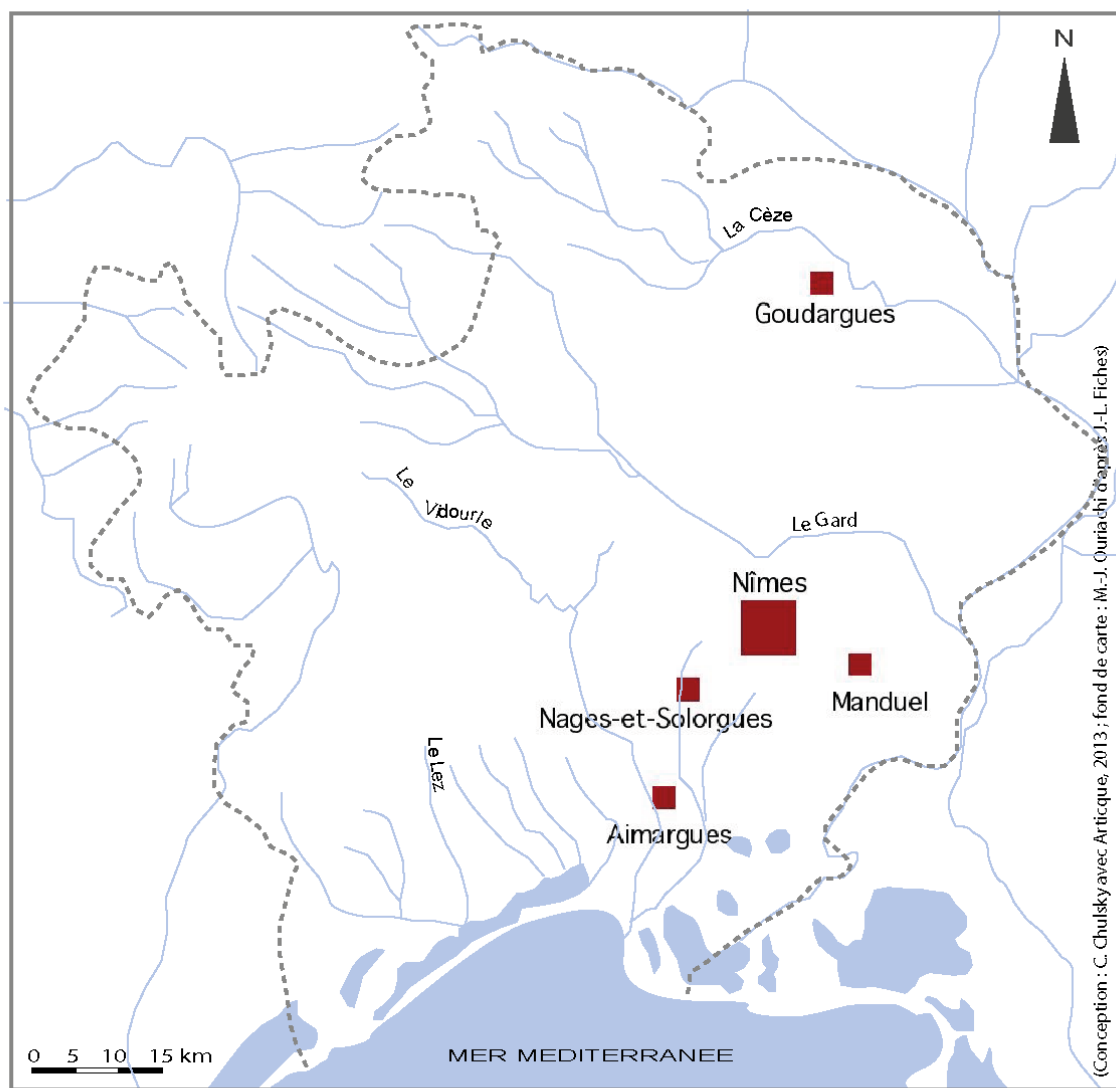 N
La Cèze
Goudargues
Le Vidourle
Le Gard
Nîmes
Manduel
Nages-et-Solorgues
Le Lez
Aimargues
0 5 10 15 km
MER MEDITERRANEE
(Conception : C. Chulsky avec Articque, 2013 ; fond de carte : M.-J. Ouriachi d'après J.-L. Fiches)